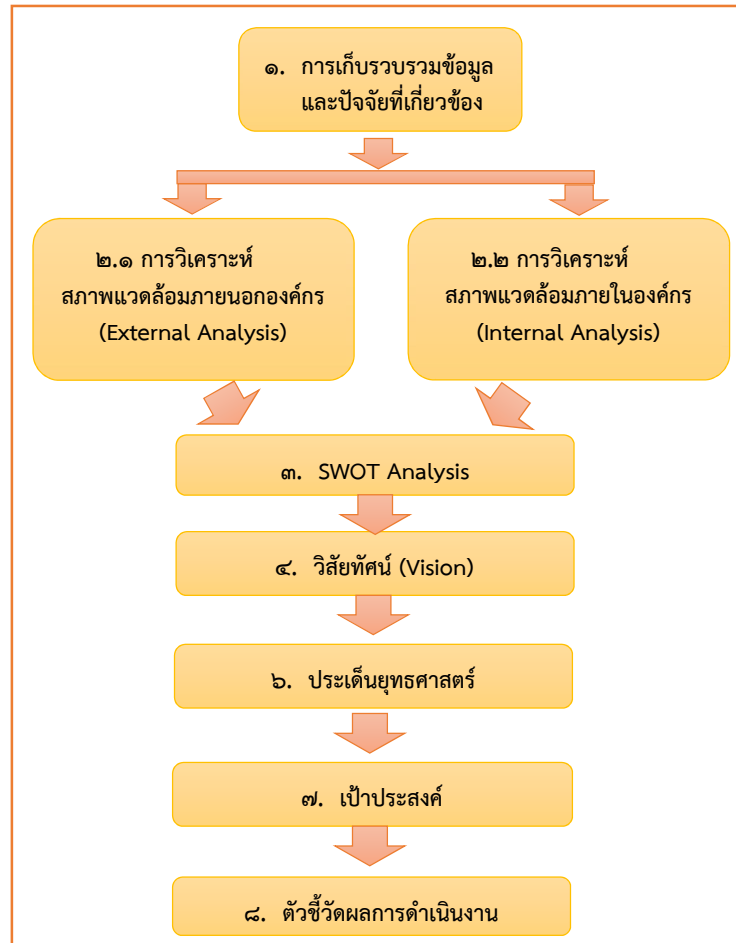 ๑. การเก็บรวบรวมข้อมูล
และปัจจัยที่เกี่ยวข้อง
๒.๑ การวิเคราะห์
สภาพแวดล้อมภายนอกองค์กร
(External Analysis)
๒.๒ การวิเคราะห์
สภาพแวดล้อมภายในองค์กร
(Internal Analysis)
๓. SWOT Analysis
๔. วิสัยทัศน์ (Vision)
๖. ประเด็นยุทธศาสตร์
๗. เป้าประสงค์
๘. ตัวชี้วัดผลการดำเนินงาน